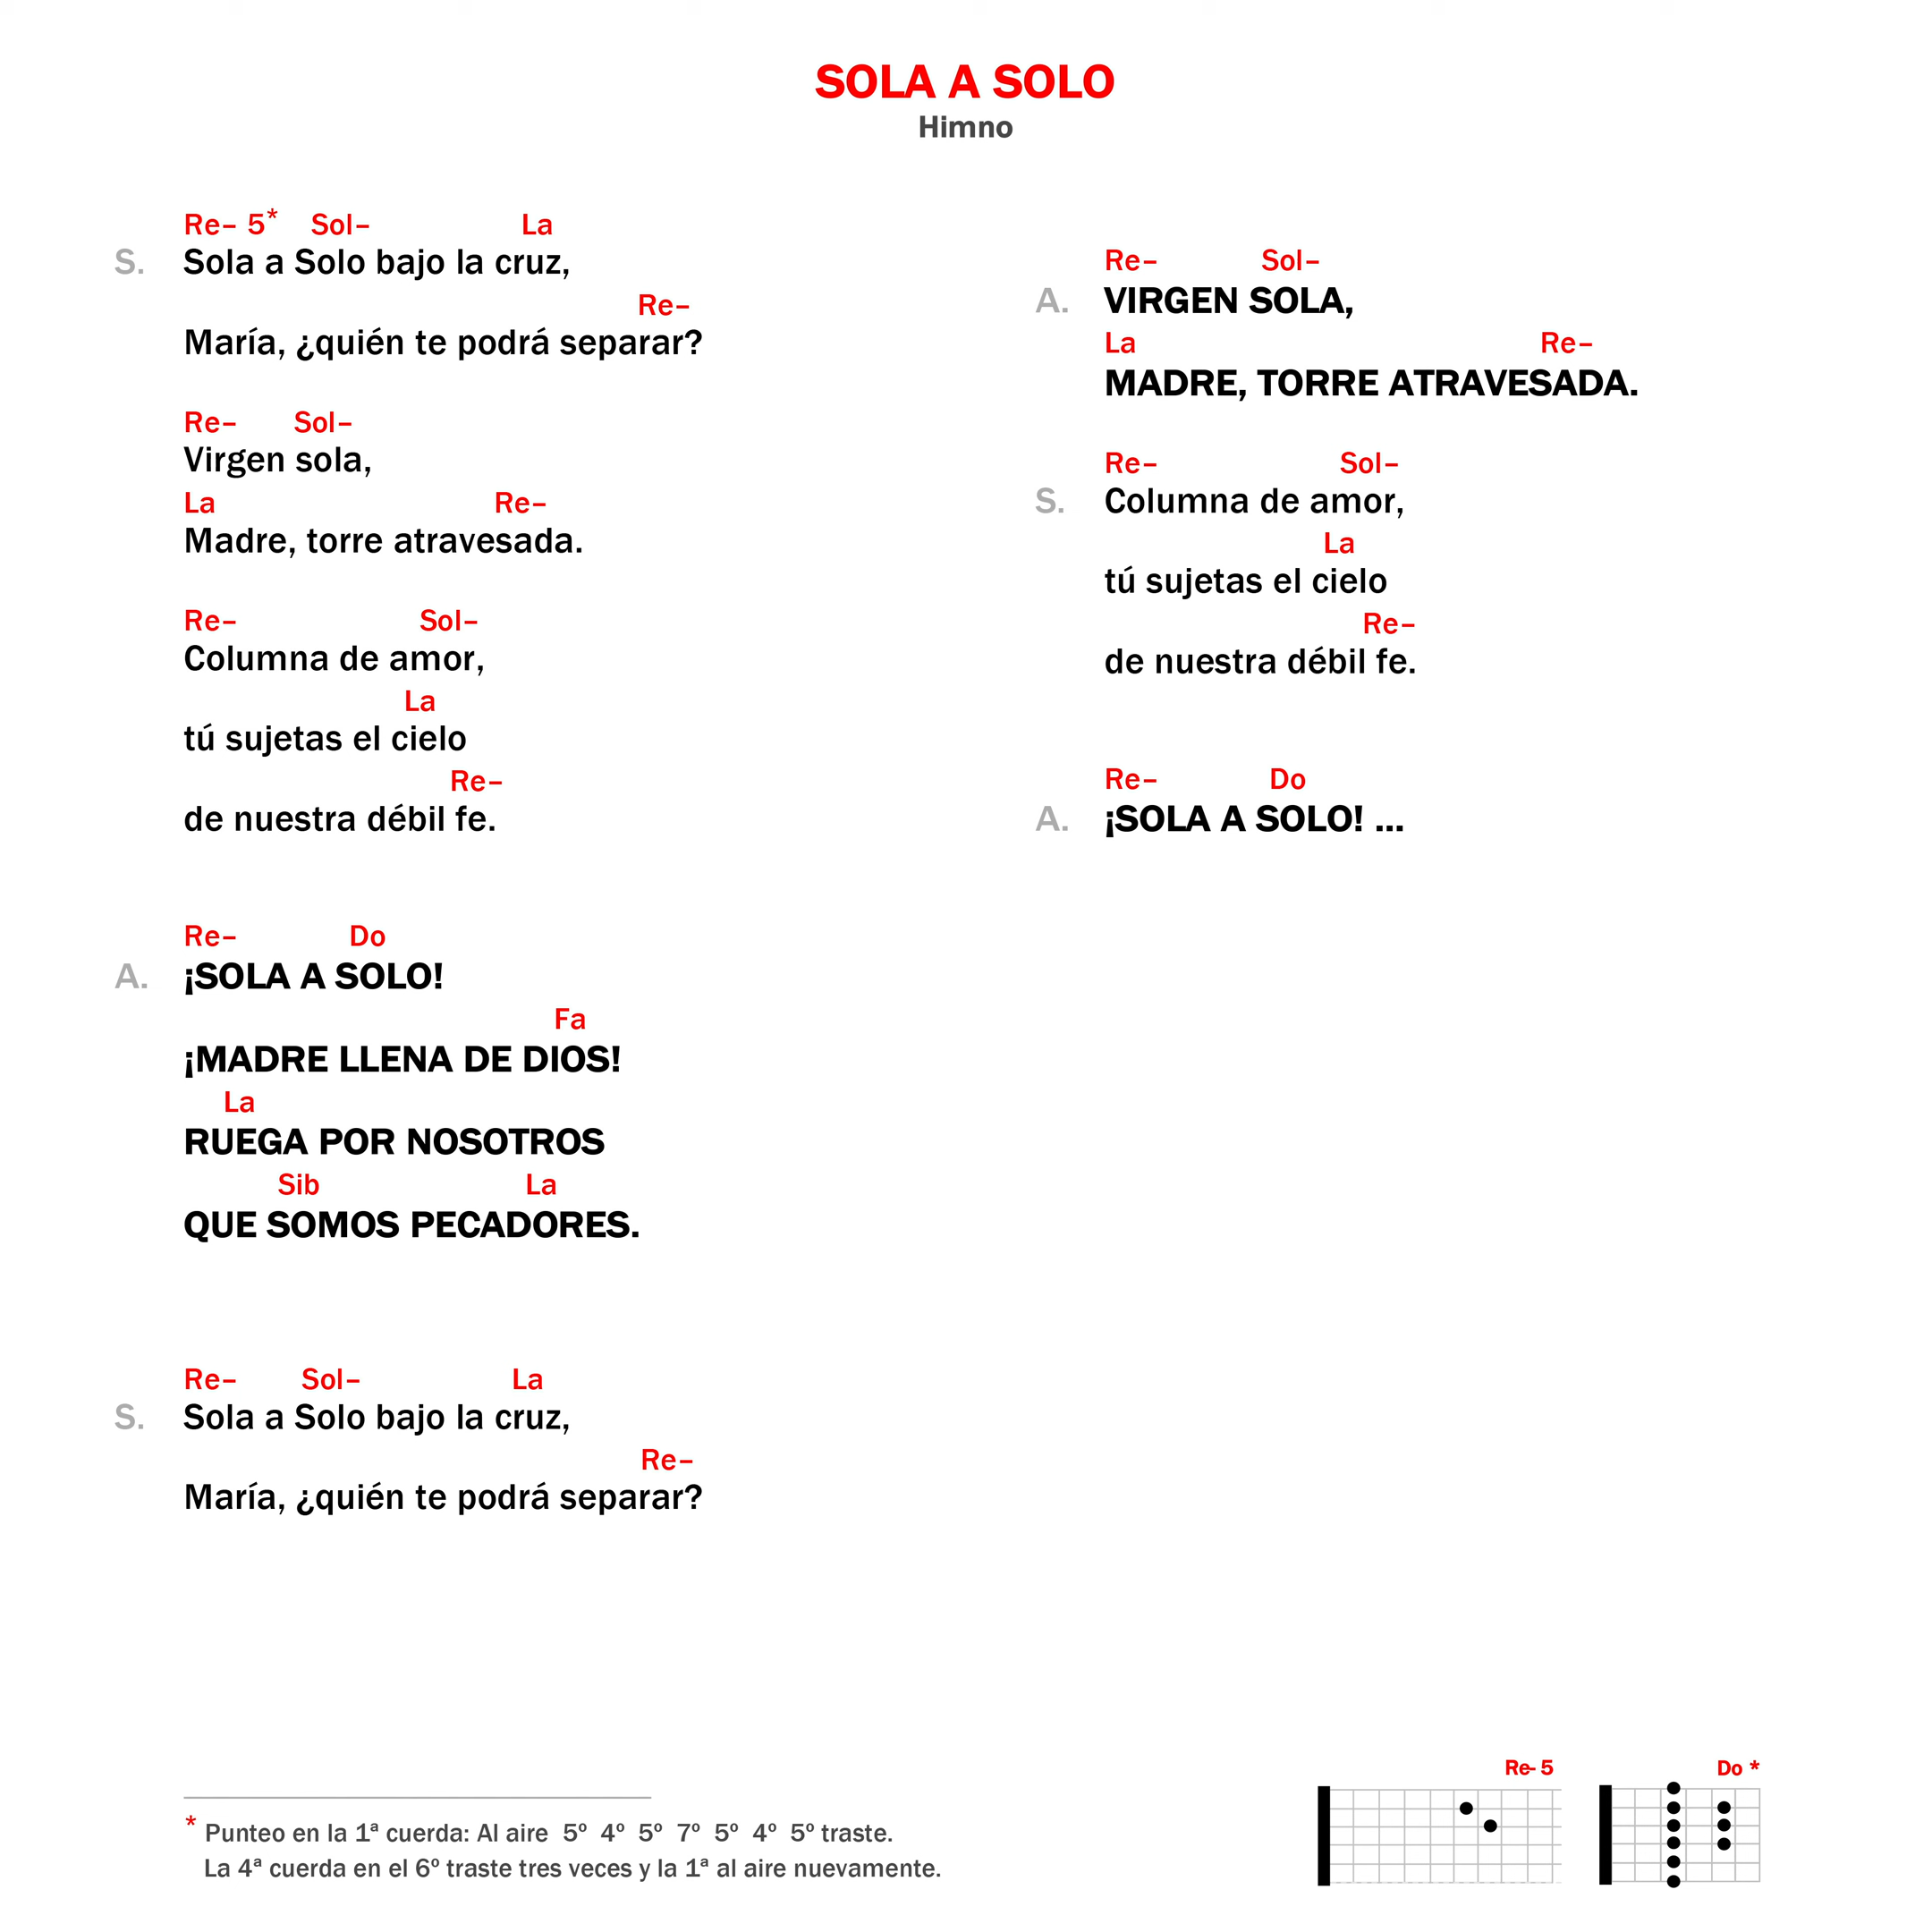 SOLA A SOLO
Himno
Re– 5* Sol– La
S. Sola a Solo bajo la cruz,
Re–
María, ¿quién te podrá separar?
Re– Sol–
Virgen sola,
La Re–
Madre, torre atravesada.
Re– Sol–
Columna de amor,
La
tú sujetas el cielo
Re–
de nuestra débil fe.
Re– Do
A. ¡SOLA A SOLO!
Fa
¡MADRE LLENA DE DIOS!
La
RUEGA POR NOSOTROS
Sib La
QUE SOMOS PECADORES.
Re– Sol– La
S. Sola a Solo bajo la cruz,
Re–
María, ¿quién te podrá separar?
Re– Sol–
A. VIRGEN SOLA,
La Re–
MADRE, TORRE ATRAVESADA.
Re– Sol–
S. Columna de amor,
La
tú sujetas el cielo
Re–
de nuestra débil fe.
Re– Do
A. ¡SOLA A SOLO! ...
* Punteo en la 1ª cuerda: Al aire 5º 4º 5º 7º 5º 4º 5º traste.
La 4ª cuerda en el 6º traste tres veces y la 1ª al aire nuevamente.
Re- 5 Do *